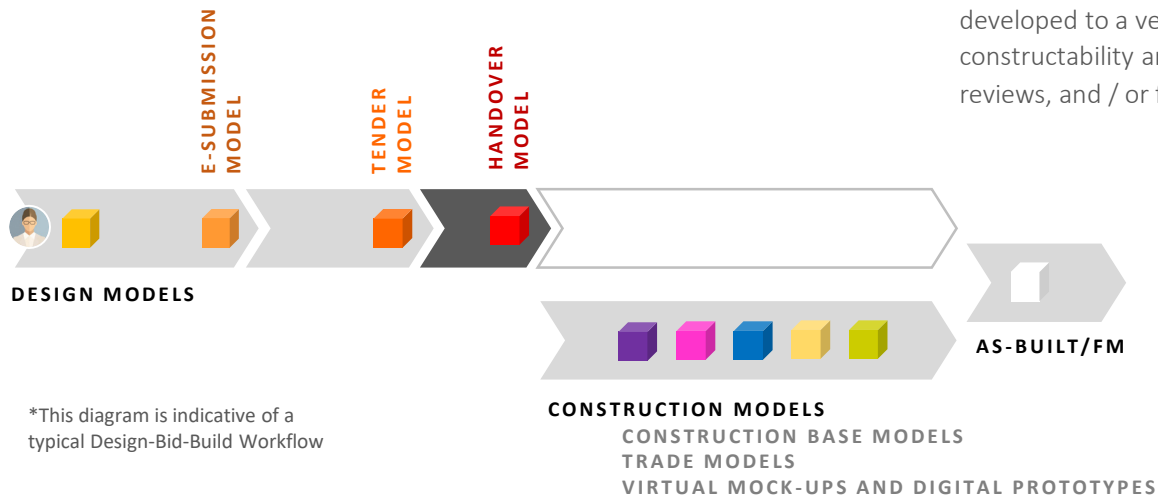 developed to a ve
constructability a
reviews, and / or f
E-SUBMISSION
MODEL
TENDER
MODEL
HANDOVER
MODEL
DESIGN MODELS
AS-BUILT/FM
*This diagram is indicative of a
typical Design-Bid-Build Workflow
CONSTRUCTION MODELS
CONSTRUCTION BASE MODELS
TRADE MODELS
VIRTUAL MOCK-UPS AND DIGITAL PROTOTYPES